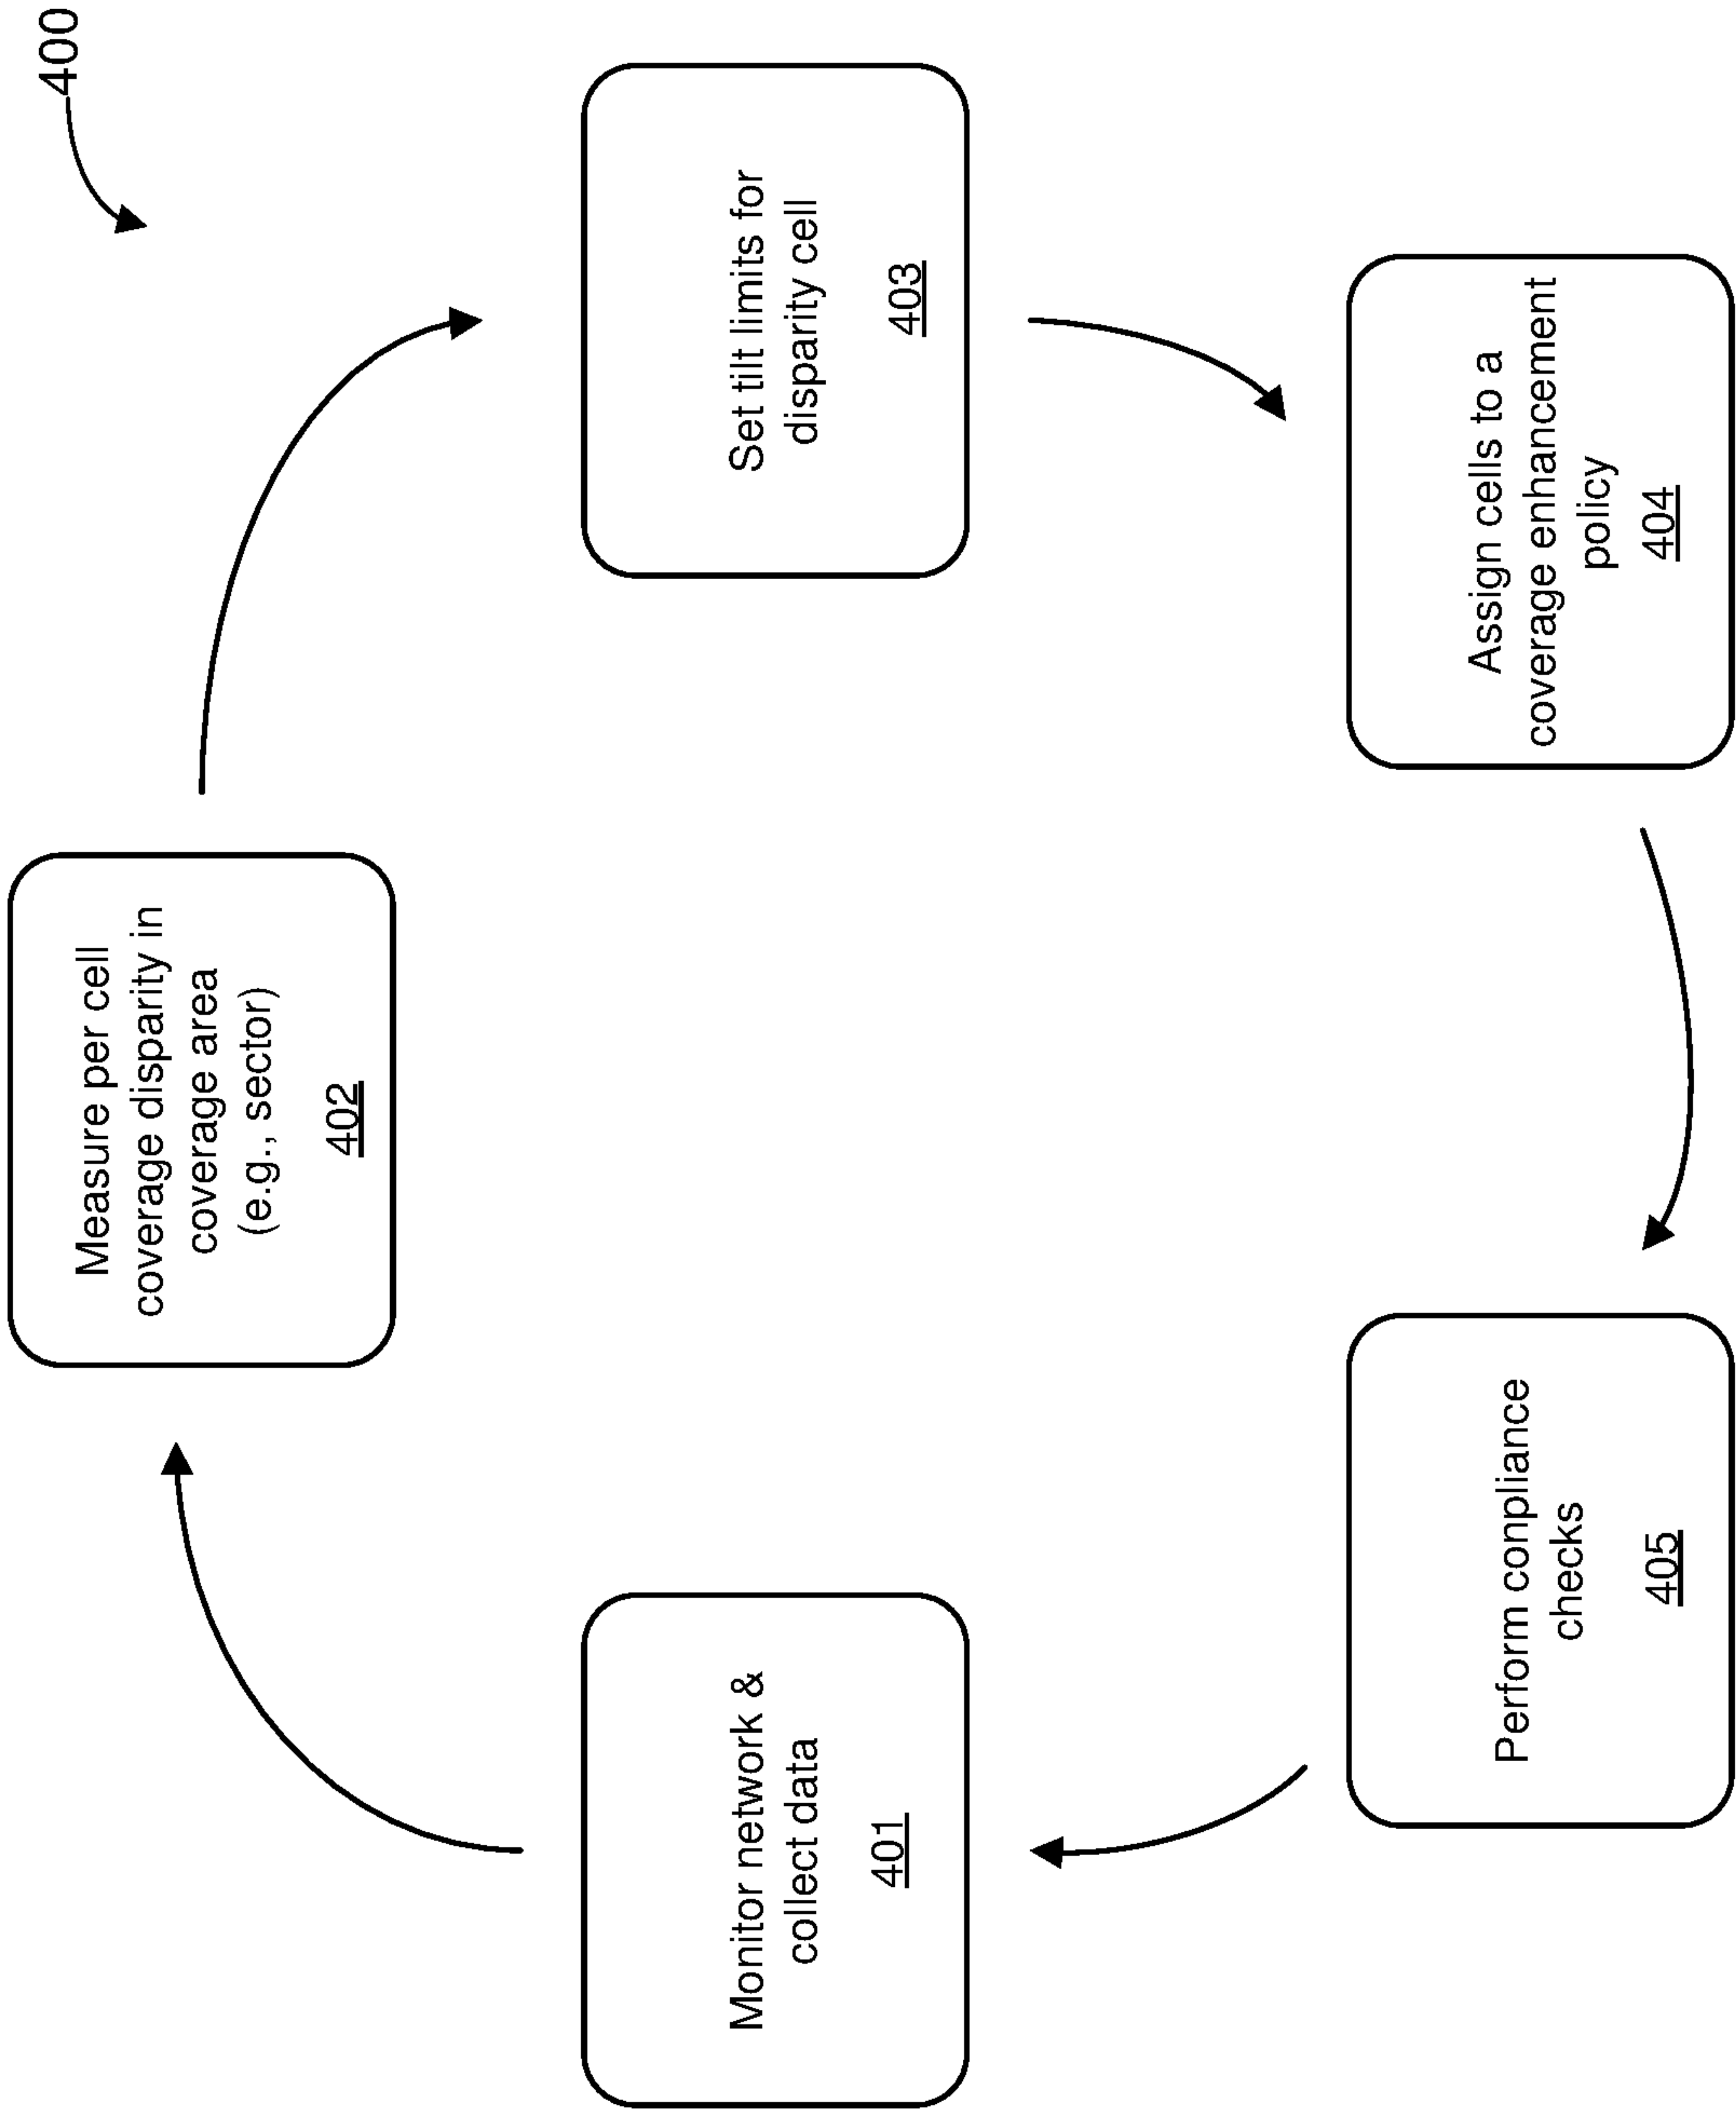 400
Measure per cell
coverage disparity in
coverage area
(e.g., sector)
402
Set tilt limits for
disparity cell
403
Assign cells to a
coverage enhancement
policy
404
Perform conpliance
checks
405
Monitor network &
collect data
401